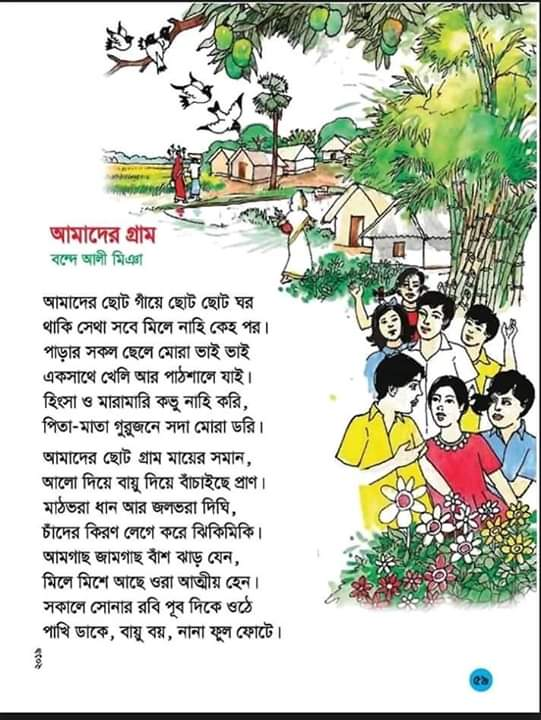 আমাদের গ্রাম
বন্দে আলী মিঞা
আমাদের ছোট গাঁয়ে ছোট ছোট ঘর
থাকি সেথা সবে মিলে নাহি কেহ পর।
পাড়ার সকল ছেলে মোরা ভাই ভাই
একসাথে খেলি আর পাঠশালে যাই।
হিংসা ও মারামারি কভু নাহি করি,
পিতা-মাতা গুরুজনে সদা মোরা ডরি।
আমাদের ছোট গ্রাম মায়ের সমান,
আলো দিয়ে বায়ু দিয়ে বাঁচাইছে প্রাণ।
মাঠভরা ধান আর জলভরা দিঘি,
চাঁদের কিরণ লেগে করে ঝিকিমিকি।
আমগাছ জামগাছ বাঁশ ঝাড় যেন,
মিলে মিশে আছে ওরা আত্মীয় হেন।
সকালে সোনার রবি পূব দিকে ওঠে
পাখি ডাকে, বায়ু বয়, নানা ফুল ফোটে।
২০১৯
৫৯